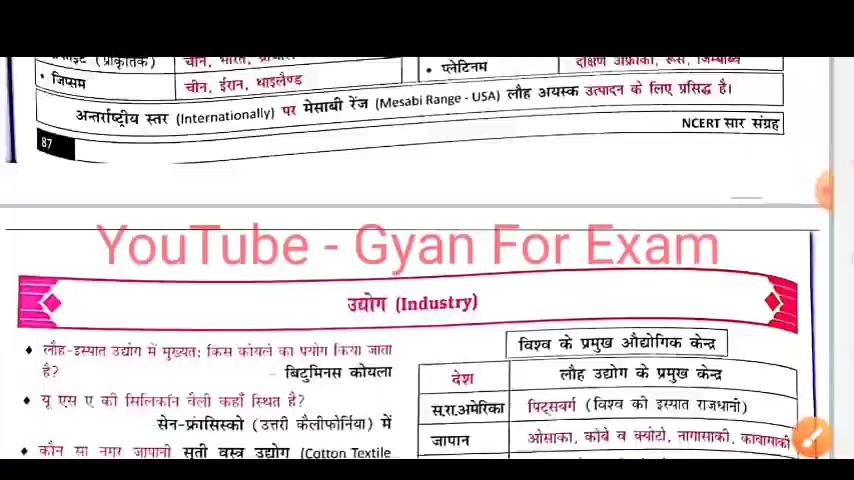 (प्राकृतिक)
चीन, भारत,
• प्लेटिनम
दक्षिण अफ्रीका, रूस, जिम्बाब्वे
• जिप्सम
चीन, ईरान, थाइलैण्ड
अन्तर्राष्ट्रीय स्तर (Internationally) पर मेसाबी रेंज (Mesabi Range - USA) लौह अयस्क उत्पादन के लिए प्रसिद्ध है।
87
NCERT सार संग्रह
YouTube - Gyan For Exam
उद्योग (Industry)
♦ लौह-इस्पात उद्योग में मुख्यत: किस कोयले का प्रयोग किया जाता
है? - बिटुमिनस कोयला
♦ यू एस ए की सिलिकॉन वैली कहाँ स्थित है?
सेन-फ्रांसिस्को (उत्तरी कैलीफोर्निया) में
♦ कौन सा नगर जापानी सूती वस्त्र उद्योग (Cotton Textile
विश्व के प्रमुख औद्योगिक केन्द्र
देश
लौह उद्योग के प्रमुख केन्द्र
स.रा.अमेरिका
पिट्सबर्ग (विश्व की इस्पात राजधानी)
जापान
ओसाका, कोबे व क्योटो, नागासाकी, कावासाकी